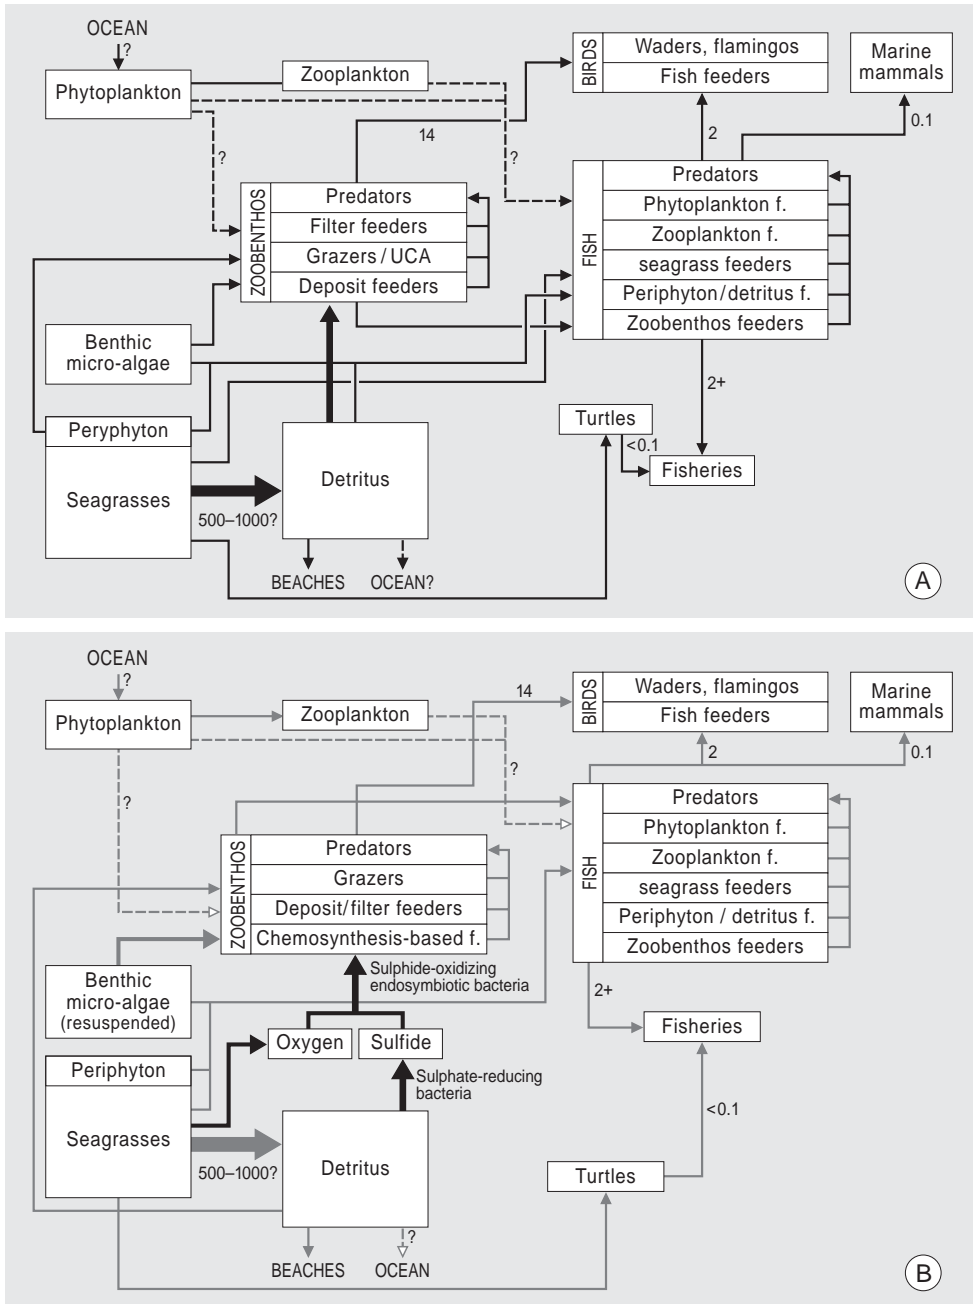 OCEAN
?
Phytoplankton
Zooplankton
BIRDS
Waders, flamingos
Fish feeders
Marine
mammals
14
2
0.1
?
?
ZOOBENTHOS
Predators
Filter feeders
Grazers / UCA
Deposit feeders
FISH
Predators
Phytoplankton f.
Zooplankton f.
seagrass feeders
Periphyton/detritus f.
Zoobenthos feeders
Benthic
micro-algae
2+
Peryphyton
Seagrasses
500–1000?
Detritus
Turtles
<0.1
Fisheries
BEACHES
OCEAN?
A
OCEAN
?
Phytoplankton
Zooplankton
14
BIRDS
Waders, flamingos
Fish feeders
Marine
mammals
2
0.1
?
?
ZOOBENTHOS
Predators
Grazers
Deposit/filter feeders
Chemosynthesis-based f.
FISH
Predators
Phytoplankton f.
Zooplankton f.
seagrass feeders
Periphyton / detritus f.
Zoobenthos feeders
Benthic
micro-algae
(resuspended)
Sulphide-oxidizing
endosymbiotic bacteria
2+
Oxygen
Sulfide
Fisheries
Periphyton
Seagrasses
Sulphate-reducing
bacteria
<0.1
500–1000?
Detritus
Turtles
?
BEACHES
OCEAN
B